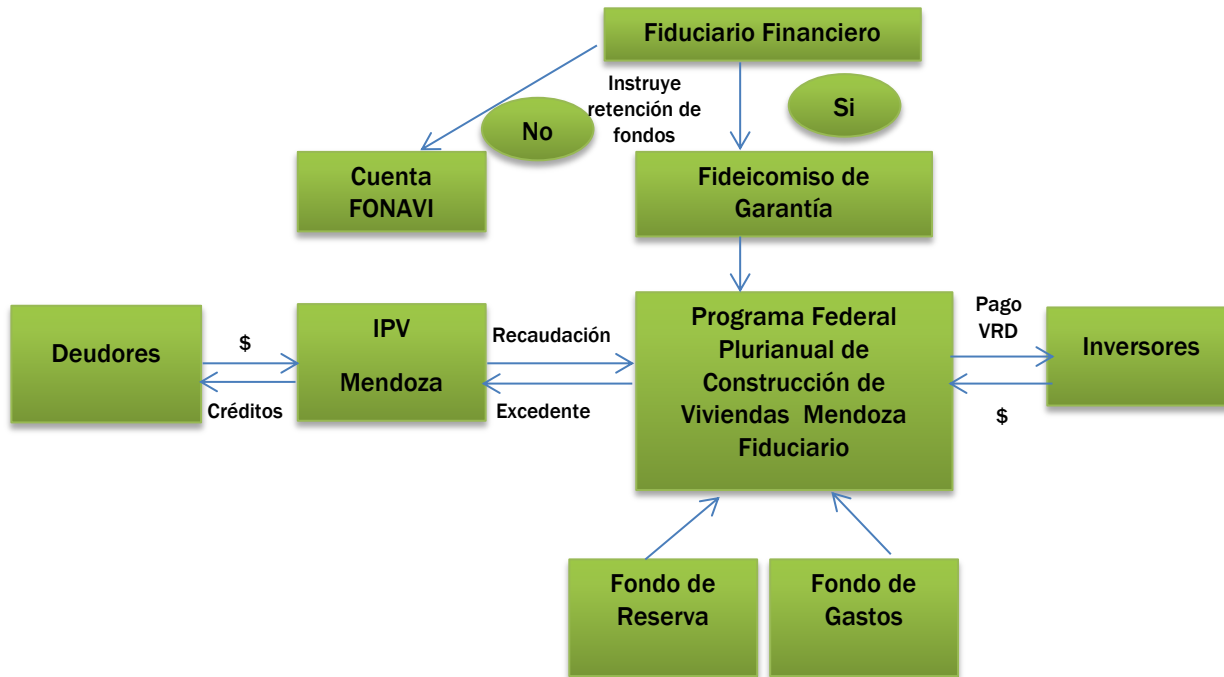 Fiduciario Financiero
Instruye
retención de
fondos
No
Si
Cuenta
FONAVI
Fideicomiso de
Garantía
Deudores
$
Créditos
IPV
Mendoza
Recaudación
Excedente
Programa Federal
Plurianual de
Construcción de
Viviendas Mendoza
Fiduciario
Pago
VRD
$
Inversores
Fondo de
Reserva
Fondo de
Gastos